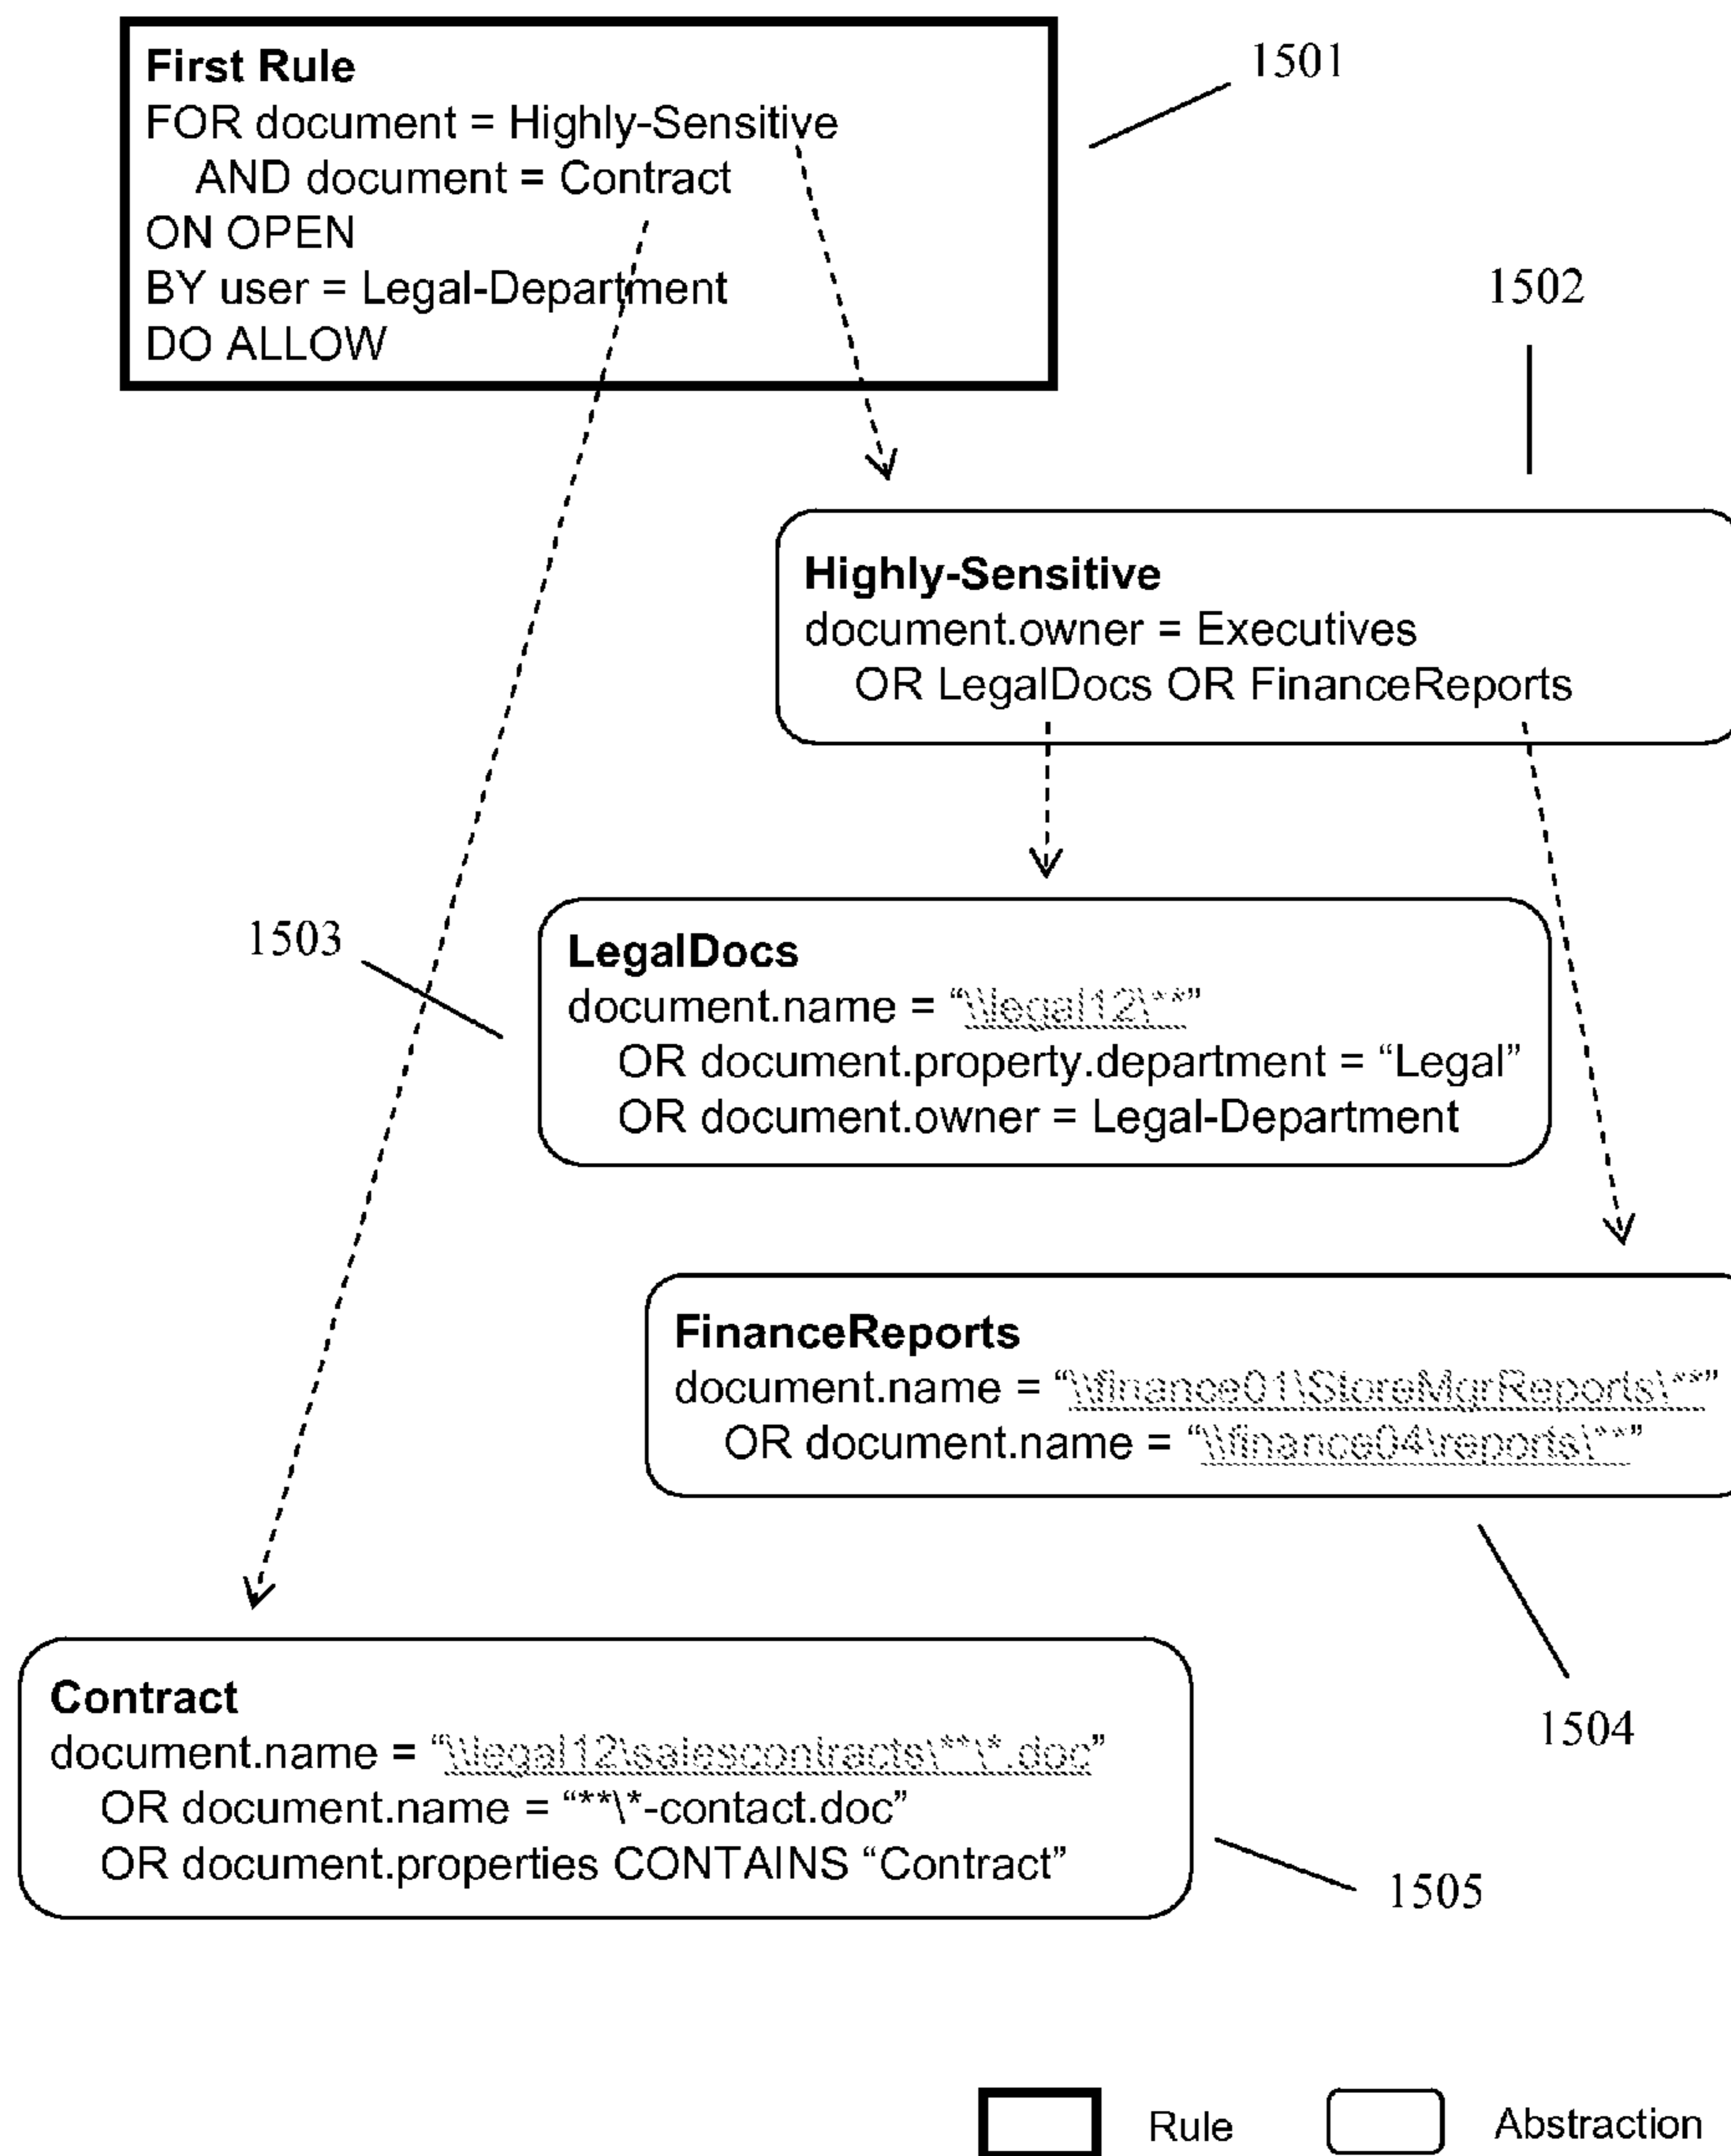 First Rule
FOR document = Highly-Sensitive
AND document = Contract
ON OPEN
BY user = Legal-Department
DO ALLOW
1501
1502
Highly-Sensitive
document.owner = Executives
OR LegalDocs OR FinanceReports
1503
LegalDocs
document.name = “\\legal12\**”
OR document.property.department = “Legal”
OR document.owner = Legal-Department
FinanceReports
document.name = “\\finance01\StoreMgrReports\**”
OR document.name = “\\finance04\reports\**”
1504
Contract
document.name = “\\legal12\salescontracts\**\*.doc”
OR document.name = “**\*-contact.doc”
OR document.properties CONTAINS “Contract”
1505
Rule
Abstraction